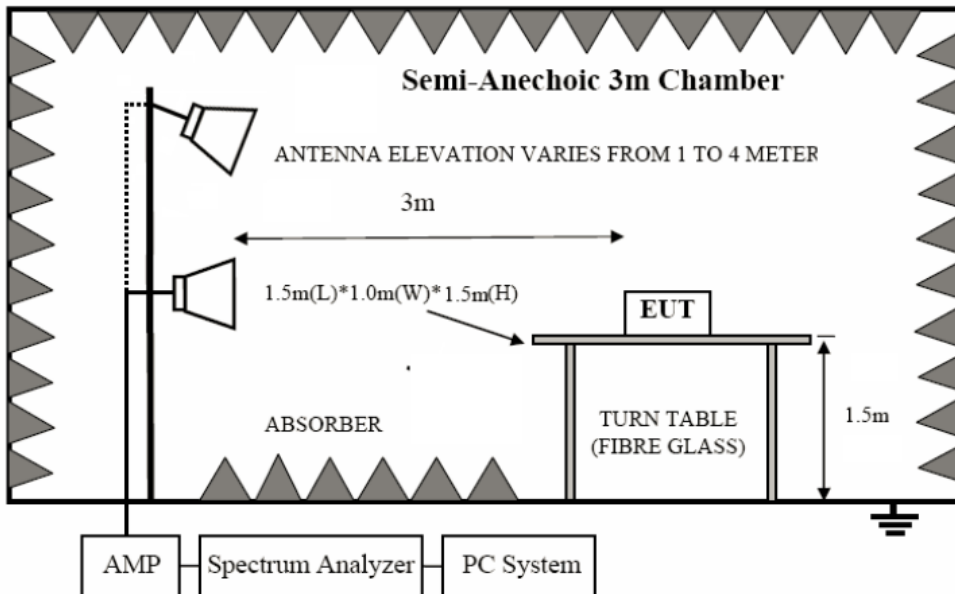 Semi-Anechoic 3m Chamber
ANTENNA ELEVATION VARIES FROM 1 TO 4 METER
3m
1.5m(L)*1.0m(W)*1.5m(H)
EUT
1.5m
ABSORBER
TURN TABLE
(FIBRE GLASS)
AMP
Spectrum Analyzer
PC System